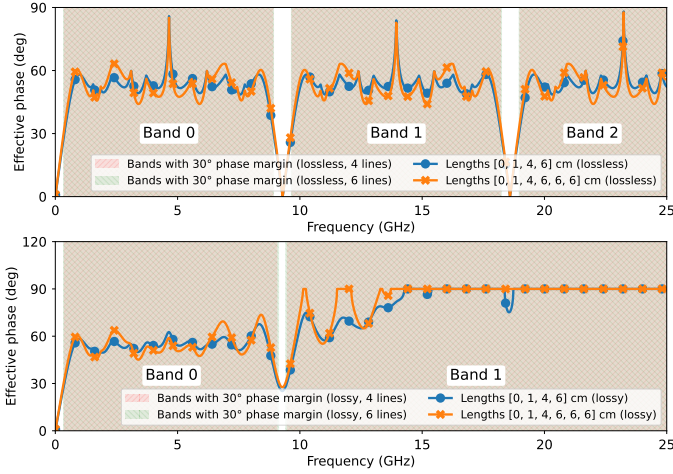 90
60
30
0
Effective phase (deg)
Band 0
Band 1
Band 2
Bands with 30° phase margin (lossless, 4 lines)
Bands with 30° phase margin (lossless, 6 lines)
Lengths [0, 1, 4, 6] cm (lossless)
Lengths [0, 1, 4, 6, 6, 6] cm (lossless)
0 5 10 15 20 25
Frequency (GHz)
120
90
60
30
0
Effective phase (deg)
Band 0
Band 1
Bands with 30° phase margin (lossy, 4 lines)
Bands with 30° phase margin (lossy, 6 lines)
Lengths [0, 1, 4, 6] cm (lossy)
Lengths [0, 1, 4, 6, 6, 6] cm (lossy)
0 5 10 15 20 25
Frequency (GHz)